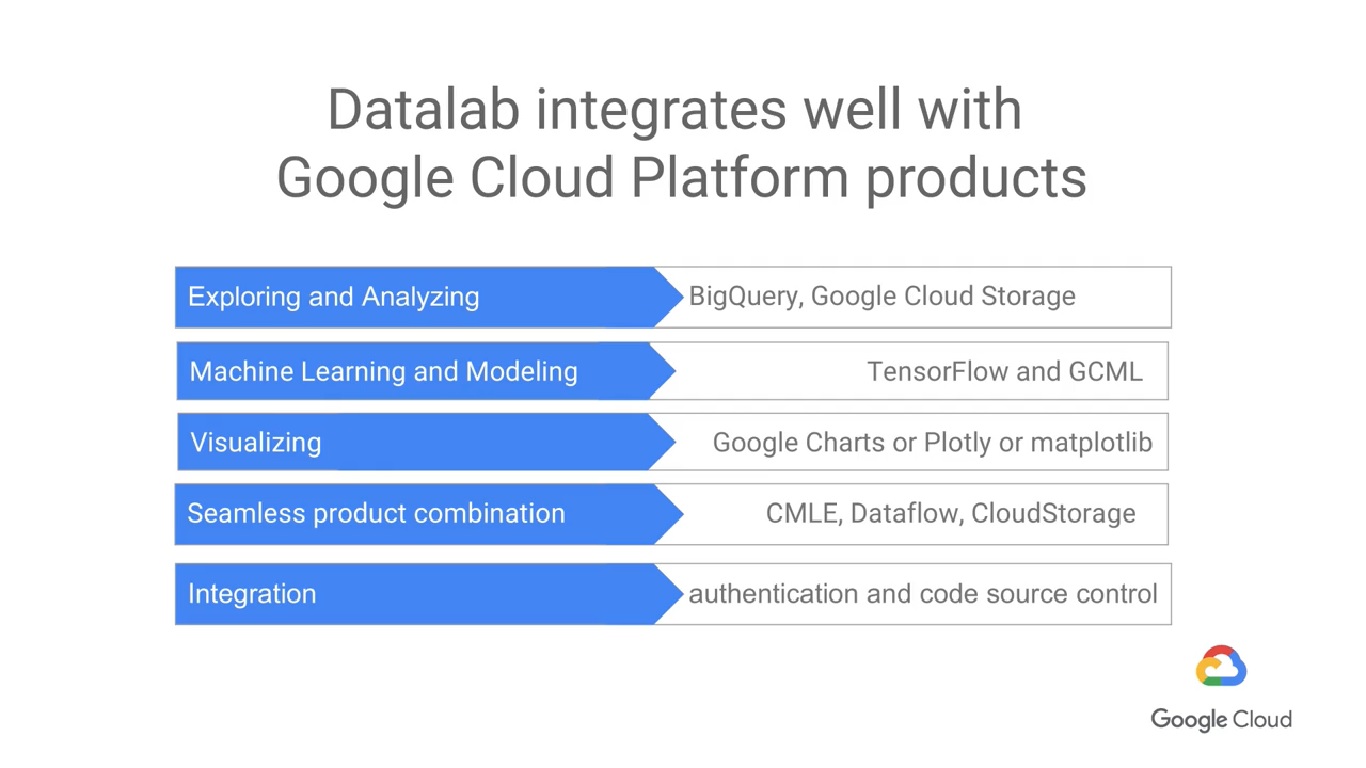 Datalab integrates well with
Google Cloud Platform products
Exploring and Analyzing BigQuery, Google Cloud Storage
Machine Learning and Modeling TensorFlow and GCML
Visualizing Google Charts or Plotly or matplotlib
Seamless product combination CMLE, Dataflow, CloudStorage
Integration authentication and code source control
Google Cloud